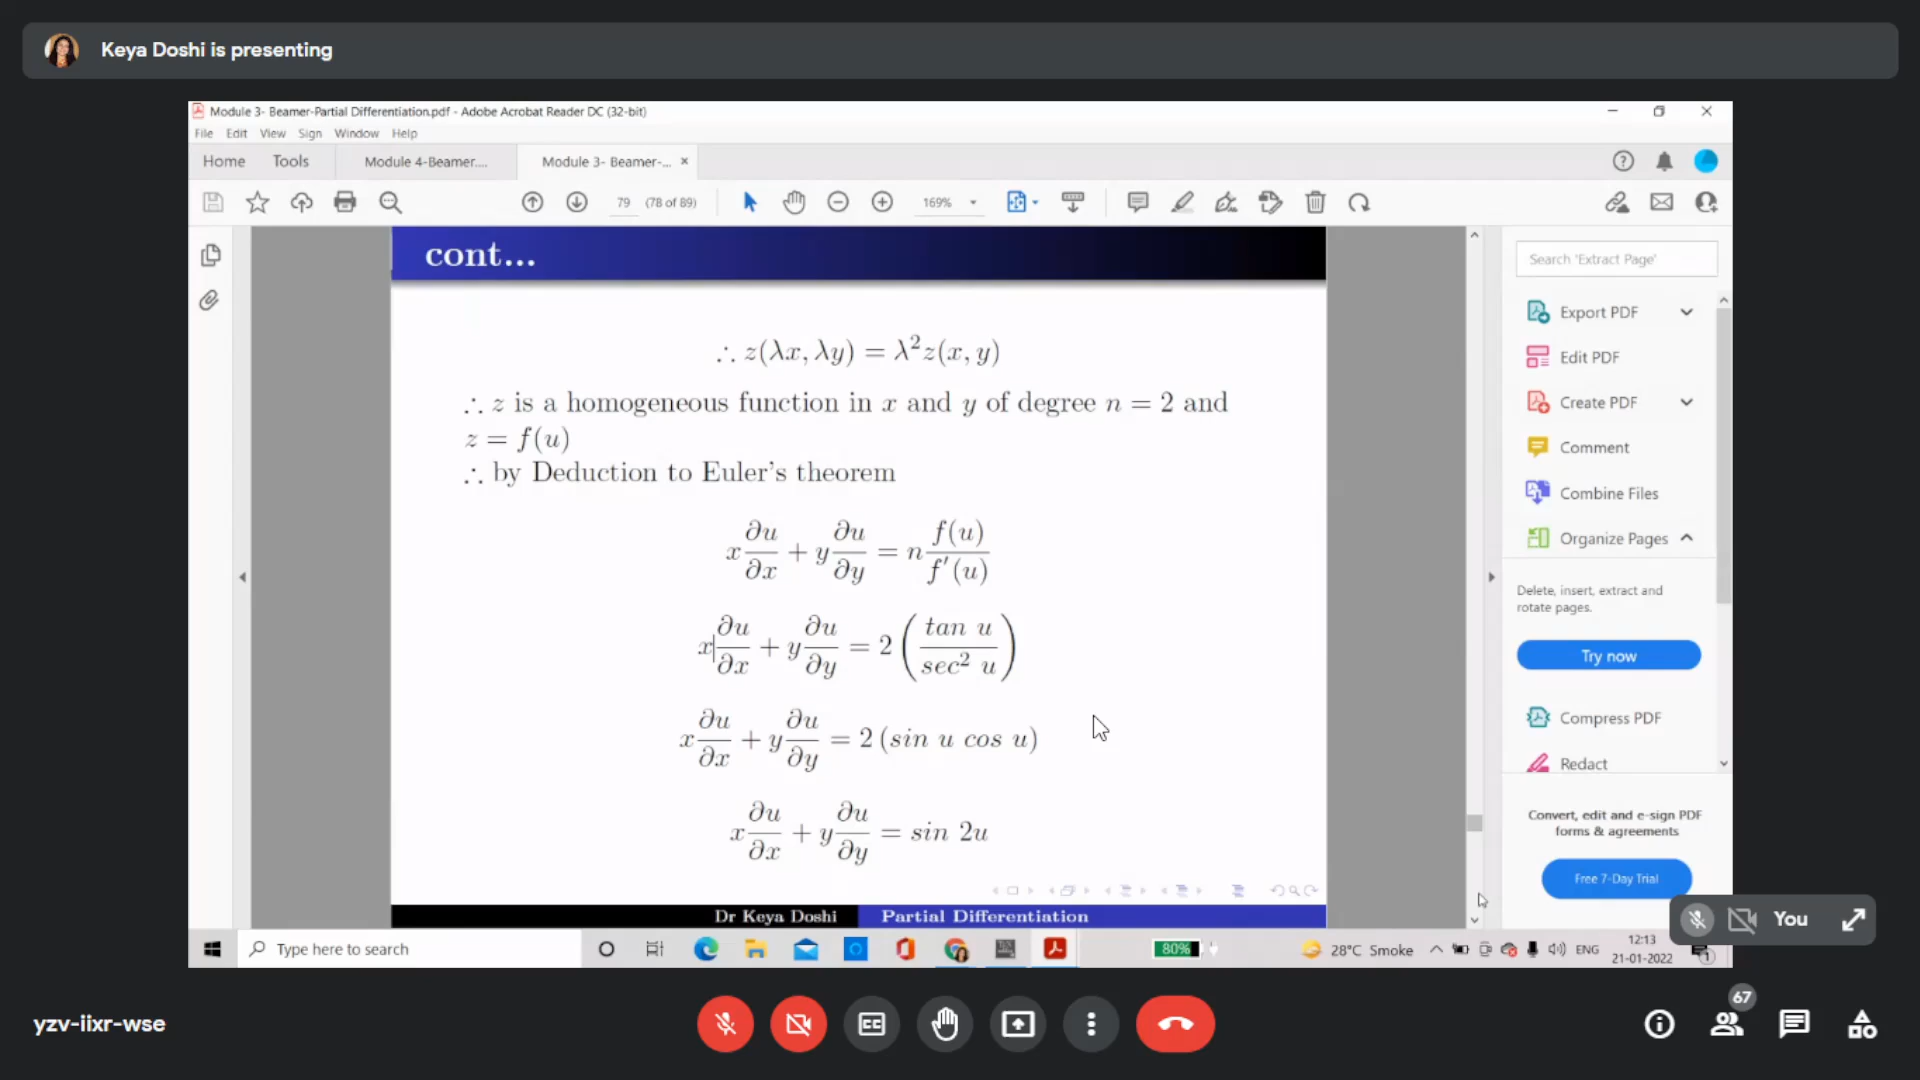 Keya Doshi is presenting
Module 3- Beamer-Partial Differentiation.pdf - Adobe Acrobat Reader DC (32-bit)
File Edit View Sign Window Help
Home Tools Module 4-Beamer.... Module 3- Beamer-... ×
79 (78 of 89) 169%
cont...
∴ z(λx, λy) = λ²z(x, y)
∴ z is a homogeneous function in x and y of degree n = 2 and
z = f(u)
∴ by Deduction to Euler's theorem
x ∂u/∂x + y ∂u/∂y = n f(u)/f′(u)
x ∂u/∂x + y ∂u/∂y = 2 (tan u/sec² u)
x ∂u/∂x + y ∂u/∂y = 2 (sin u cos u)
x ∂u/∂x + y ∂u/∂y = sin 2u
Dr Keya Doshi Partial Differentiation
Search 'Extract Page'
Export PDF
Edit PDF
Create PDF
Comment
Combine Files
Organize Pages
Delete, insert, extract and
rotate pages.
Try now
Compress PDF
Redact
Convert, edit and e-sign PDF
forms & agreements
Free 7-Day Trial
You
Type here to search
80%
28°C Smoke
ENG
12:13
21-01-2022
1
yzv-iixr-wse
CC
67